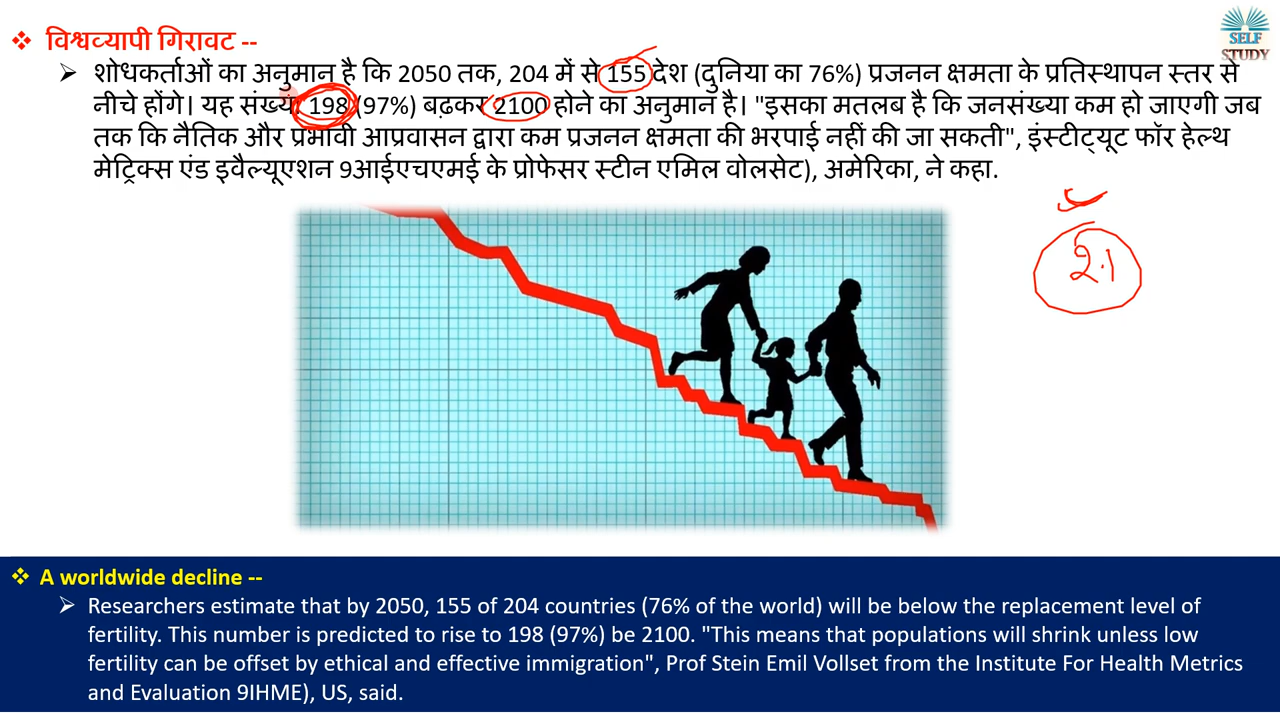 SELF
STUDY
❖ विश्वव्यापी गिरावट --
➢ शोधकर्ताओं का अनुमान है कि 2050 तक, 204 में से 155 देश (दुनिया का 76%) प्रजनन क्षमता के प्रतिस्थापन स्तर से
नीचे होंगे। यह संख्या 198 (97%) बढ़कर 2100 होने का अनुमान है। "इसका मतलब है कि जनसंख्या कम हो जाएगी जब
तक कि नैतिक और प्रभावी आप्रवासन द्वारा कम प्रजनन क्षमता की भरपाई नहीं की जा सकती", इंस्टीट्यूट फॉर हेल्थ
मेट्रिक्स एंड इवैल्यूएशन 9आईएचएमई के प्रोफेसर स्टीन एमिल वोलसेट), अमेरिका, ने कहा.
2.1
❖ A worldwide decline --
➢ Researchers estimate that by 2050, 155 of 204 countries (76% of the world) will be below the replacement level of
fertility. This number is predicted to rise to 198 (97%) be 2100. "This means that populations will shrink unless low
fertility can be offset by ethical and effective immigration", Prof Stein Emil Vollset from the Institute For Health Metrics
and Evaluation 9IHME), US, said.